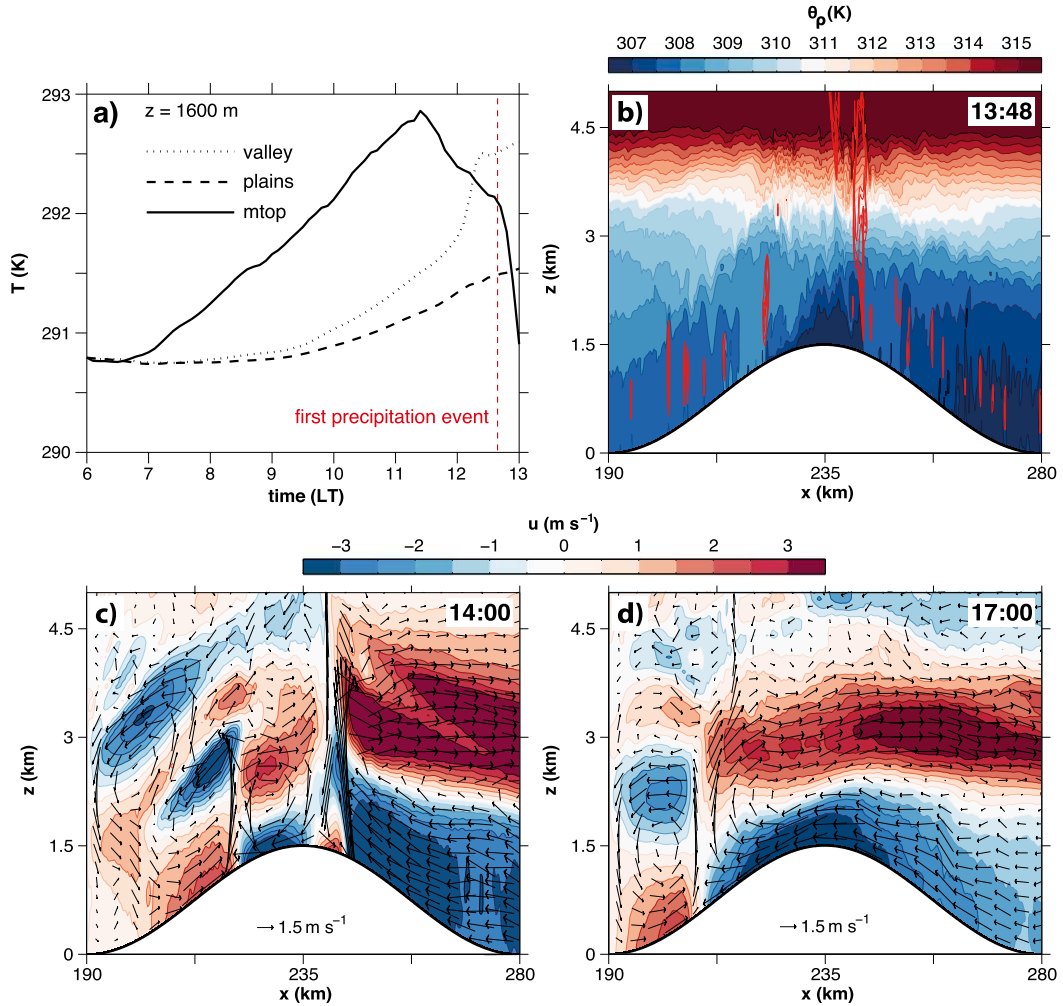 θρ(K)
307 308 309 310 311 312 313 314 315
a) z = 1600 m
valley
plains
mtop
first precipitation event
293
292
291
290
T (K)
6 7 8 9 10 11 12 13
time (LT)
b) 13:48
4.5
3
1.5
0
z (km)
190 235 280
x (km)
u (m s⁻¹)
−3 −2 −1 0 1 2 3
c) 14:00
4.5
3
1.5
0
z (km)
→ 1.5 m s⁻¹
190 235 280
x (km)
d) 17:00
4.5
3
1.5
0
z (km)
→ 1.5 m s⁻¹
190 235 280
x (km)